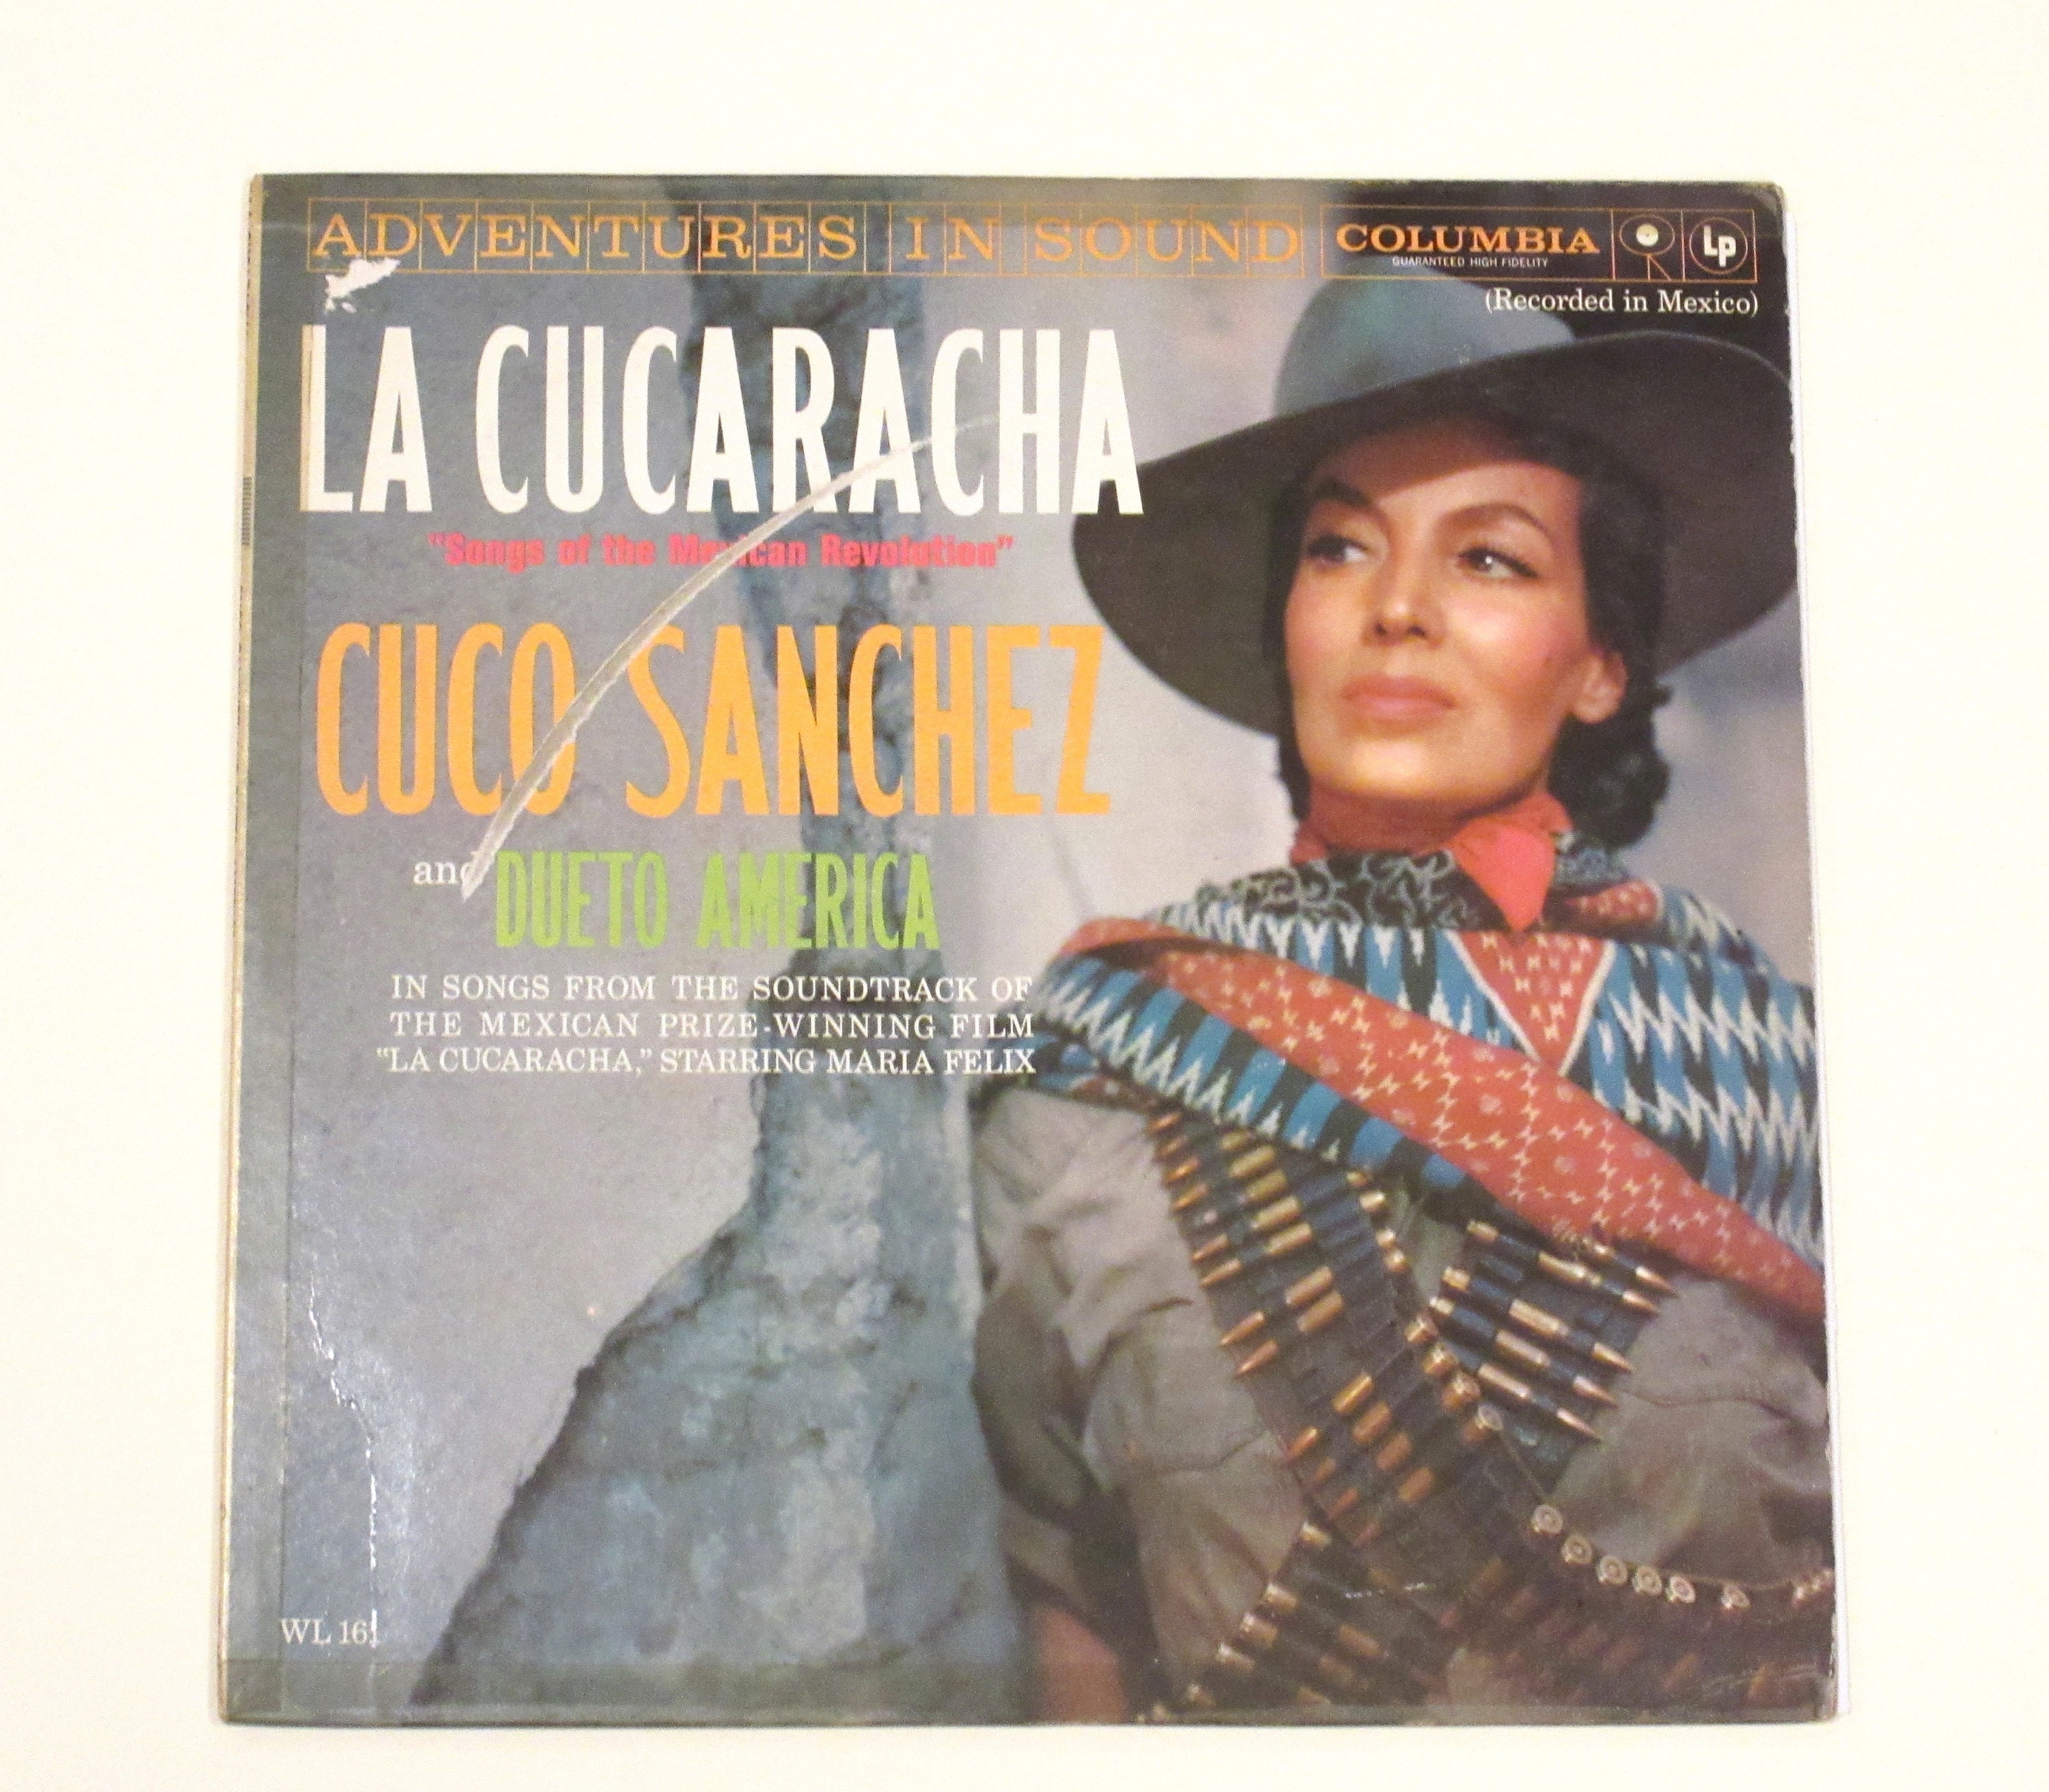 ADVENTURES IN SOUND
COLUMBIA
GUARANTEED HIGH FIDELITY
Lp
(Recorded in Mexico)
LA CUCARACHA
"Songs of the Mexican Revolution"
CUCO SANCHEZ
and DUETO AMERICA
IN SONGS FROM THE SOUNDTRACK OF
THE MEXICAN PRIZE-WINNING FILM
"LA CUCARACHA," STARRING MARIA FELIX
WL